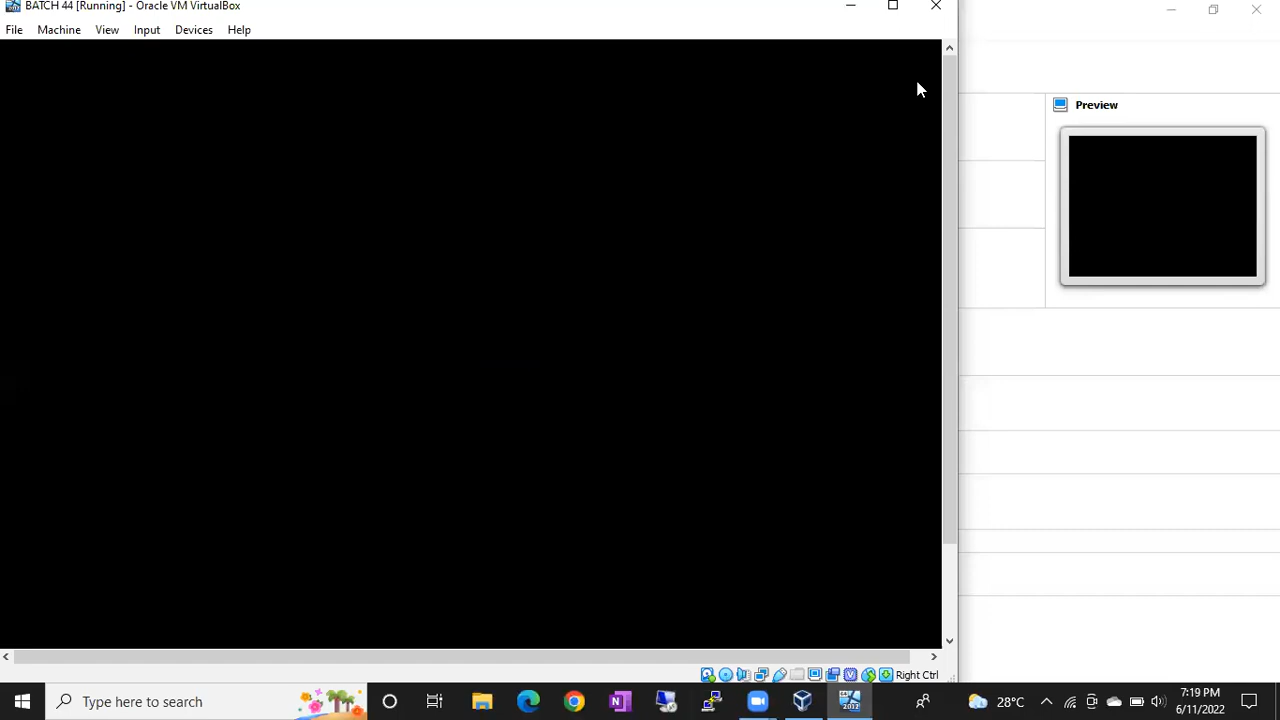 BATCH 44 [Running] - Oracle VM VirtualBox
File Machine View Input Devices Help
Preview
Right Ctrl
Type here to search
N
2012
28°C
7:19 PM
6/11/2022